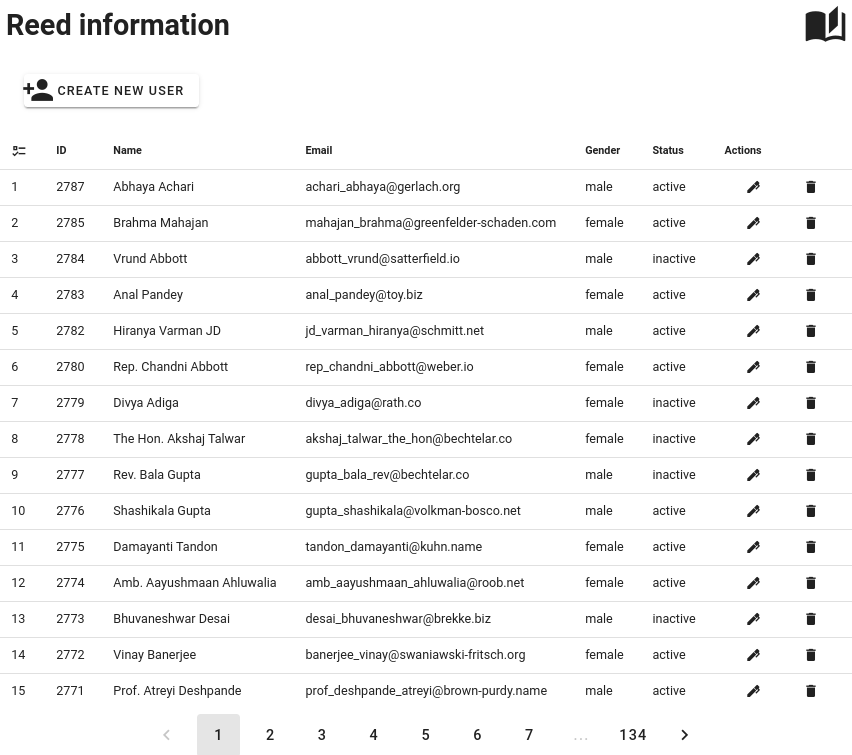 Reed information
CREATE NEW USER
ID Name Email Gender Status Actions
1 2787 Abhaya Achari achari_abhaya@gerlach.org male active
2 2785 Brahma Mahajan mahajan_brahma@greenfelder-schaden.com female active
3 2784 Vrund Abbott abbott_vrund@satterfield.io male inactive
4 2783 Anal Pandey anal_pandey@toy.biz female active
5 2782 Hiranya Varman JD jd_varman_hiranya@schmitt.net male active
6 2780 Rep. Chandni Abbott rep_chandni_abbott@weber.io female active
7 2779 Divya Adiga divya_adiga@rath.co female inactive
8 2778 The Hon. Akshaj Talwar akshaj_talwar_the_hon@bechtelar.co female inactive
9 2777 Rev. Bala Gupta gupta_bala_rev@bechtelar.co male inactive
10 2776 Shashikala Gupta gupta_shashikala@volkman-bosco.net male active
11 2775 Damayanti Tandon tandon_damayanti@kuhn.name female active
12 2774 Amb. Aayushmaan Ahluwalia amb_aayushmaan_ahluwalia@roob.net female active
13 2773 Bhuvaneshwar Desai desai_bhuvaneshwar@brekke.biz male inactive
14 2772 Vinay Banerjee banerjee_vinay@swaniawski-fritsch.org female active
15 2771 Prof. Atreyi Deshpande prof_deshpande_atreyi@brown-purdy.name male active
1 2 3 4 5 6 7 ... 134